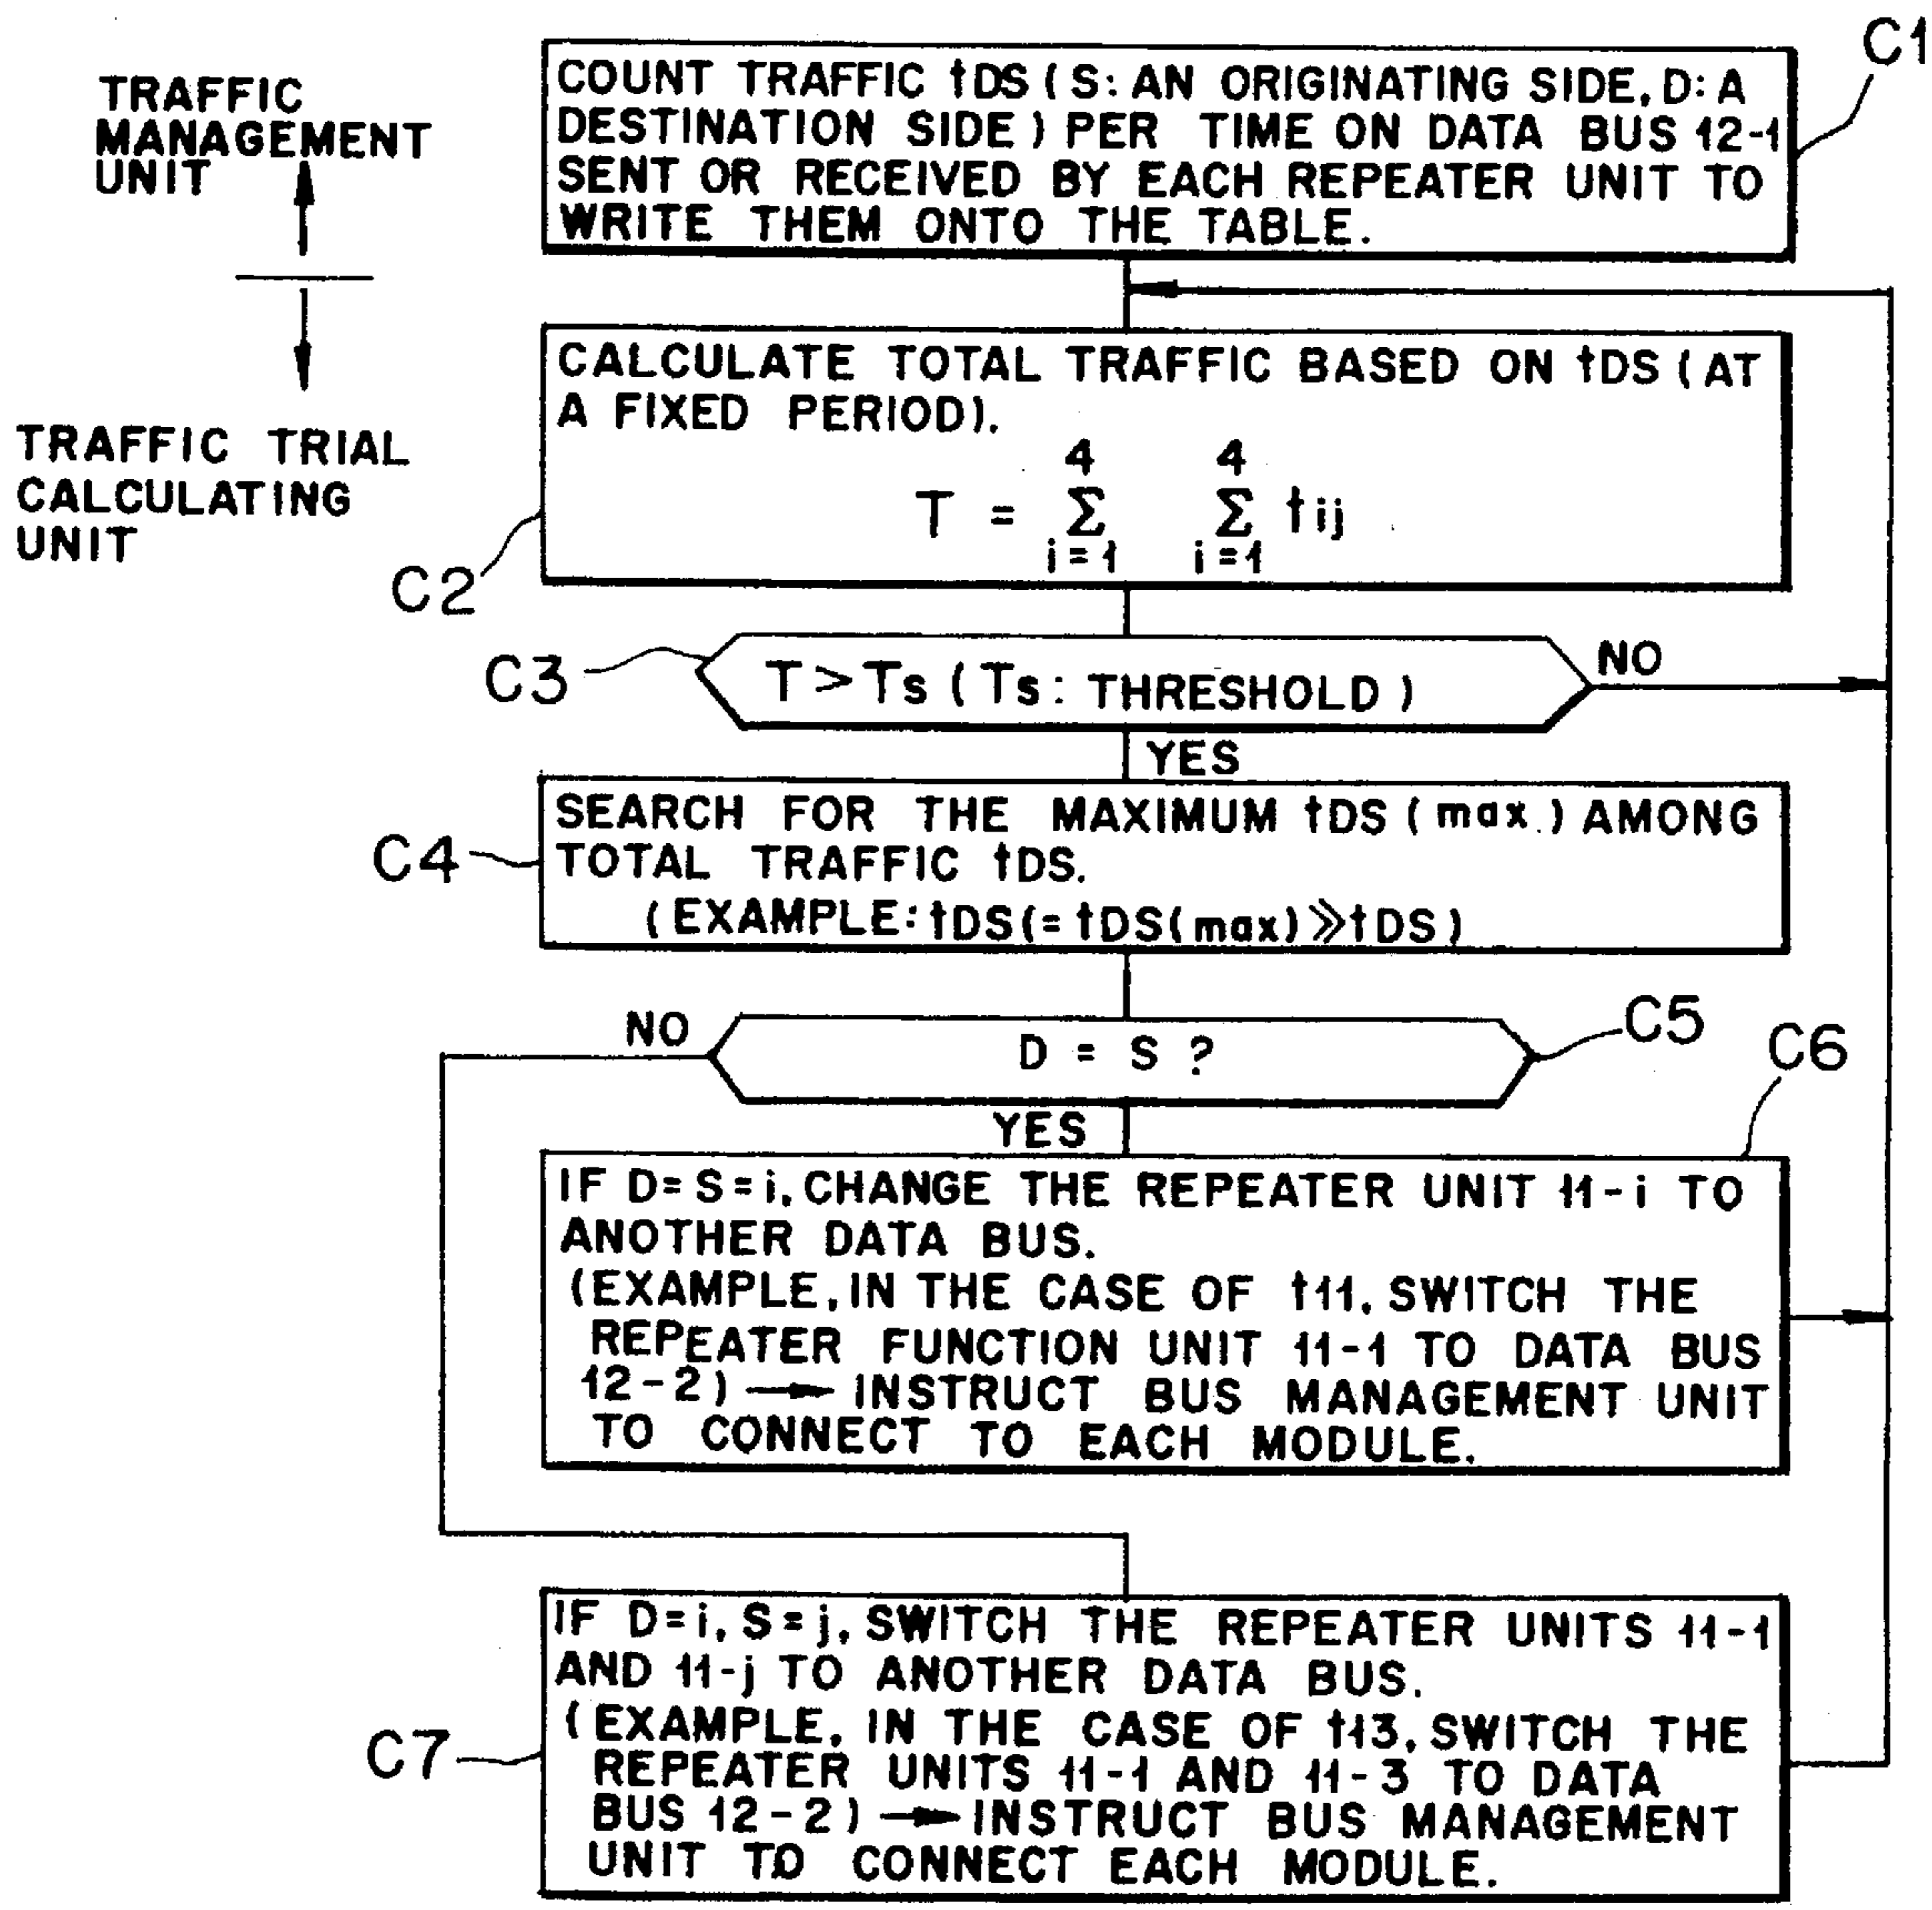 C1
TRAFFIC
MANAGEMENT
UNIT
COUNT TRAFFIC tDS (S: AN ORIGINATING SIDE, D: A
DESTINATION SIDE) PER TIME ON DATA BUS 12-1
SENT OR RECEIVED BY EACH REPEATER UNIT TO
WRITE THEM ONTO THE TABLE.
TRAFFIC TRIAL
CALCULATING
UNIT
C2
CALCULATE TOTAL TRAFFIC BASED ON tDS (AT
A FIXED PERIOD).
4 4
T = Σ Σ tij
i=1 i=1
C3
T > Ts (Ts: THRESHOLD)
NO
YES
C4
SEARCH FOR THE MAXIMUM tDS (max.) AMONG
TOTAL TRAFFIC tDS.
(EXAMPLE: tDS(=tDS(max)≫tDS)
NO
D = S ?
C5
YES
C6
IF D=S=i, CHANGE THE REPEATER UNIT 11-i TO
ANOTHER DATA BUS.
(EXAMPLE, IN THE CASE OF t11, SWITCH THE
REPEATER FUNCTION UNIT 11-1 TO DATA BUS
12-2) → INSTRUCT BUS MANAGEMENT UNIT
TO CONNECT TO EACH MODULE.
C7
IF D=i, S=j, SWITCH THE REPEATER UNITS 11-1
AND 11-j TO ANOTHER DATA BUS.
(EXAMPLE, IN THE CASE OF t13, SWITCH THE
REPEATER UNITS 11-1 AND 11-3 TO DATA
BUS 12-2) → INSTRUCT BUS MANAGEMENT
UNIT TO CONNECT EACH MODULE.